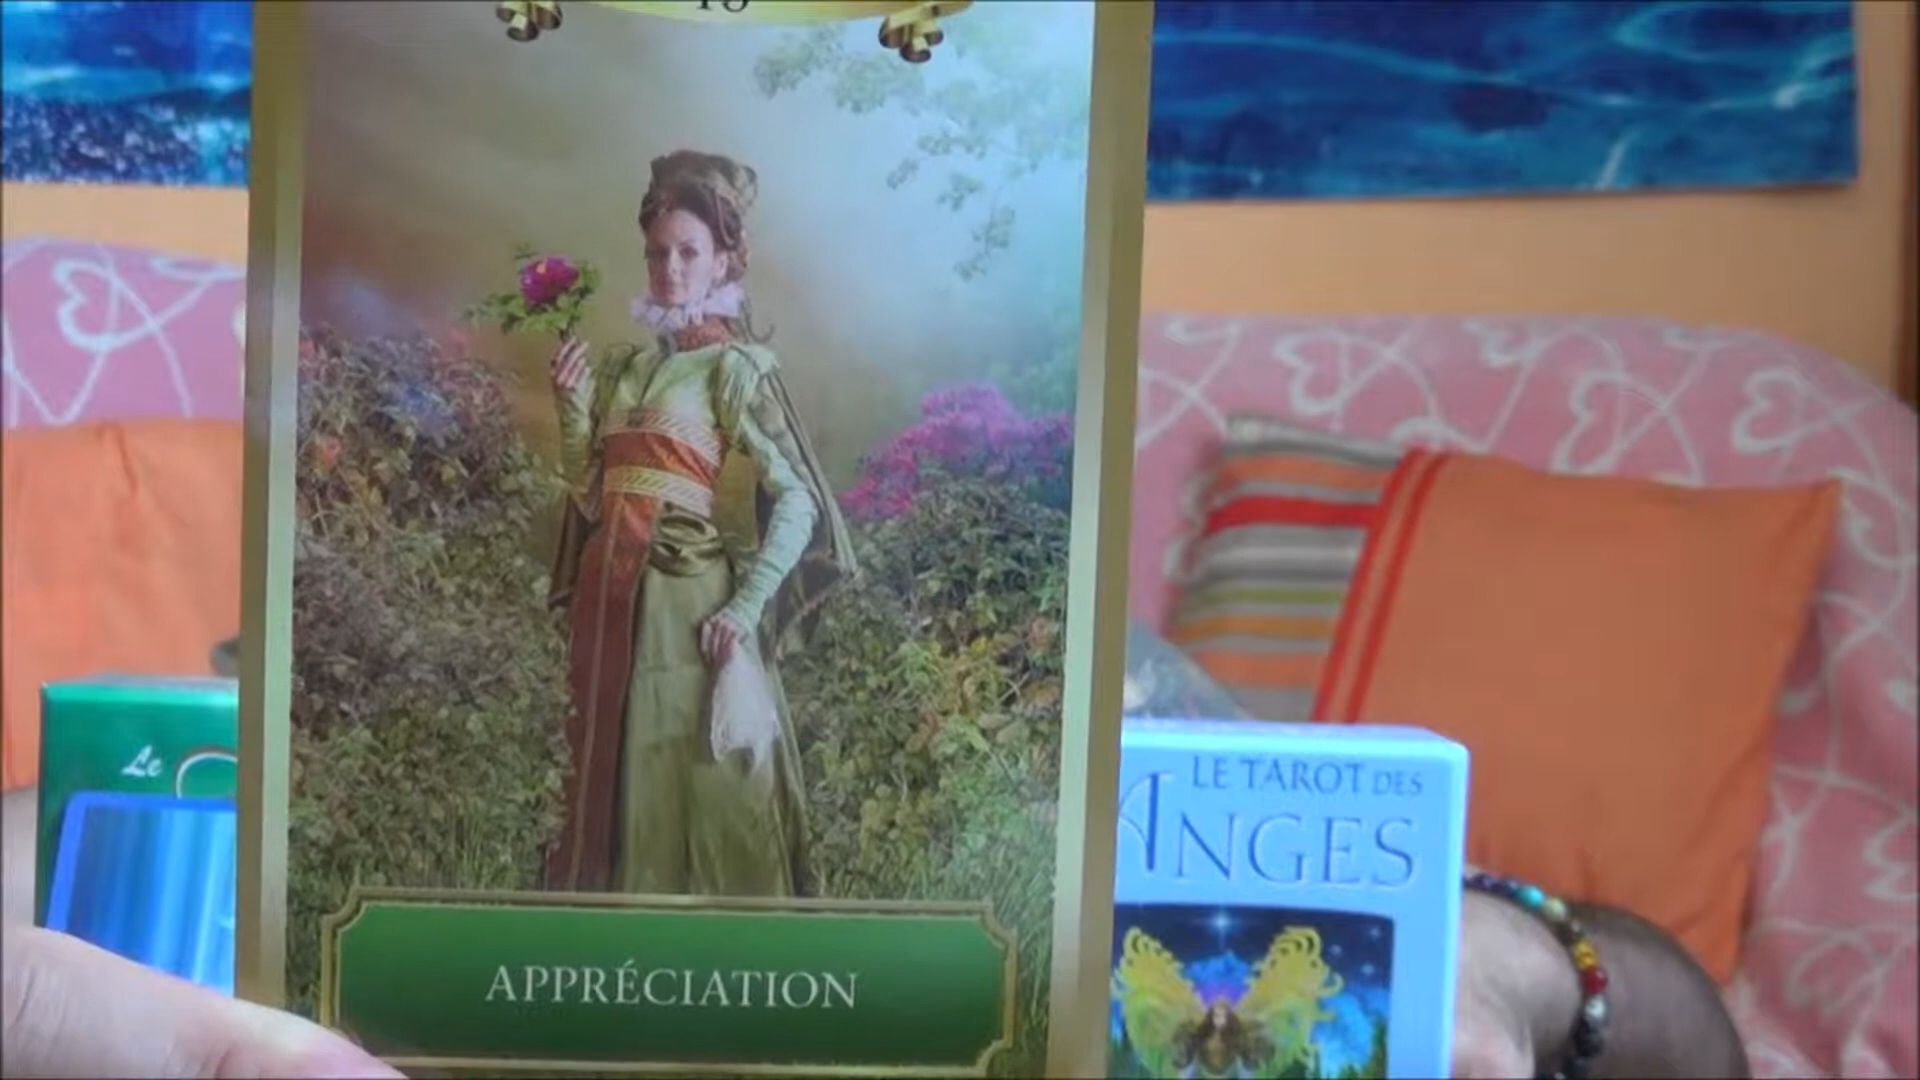 APPRÉCIATION
Le
LE TAROT DES
ANGES